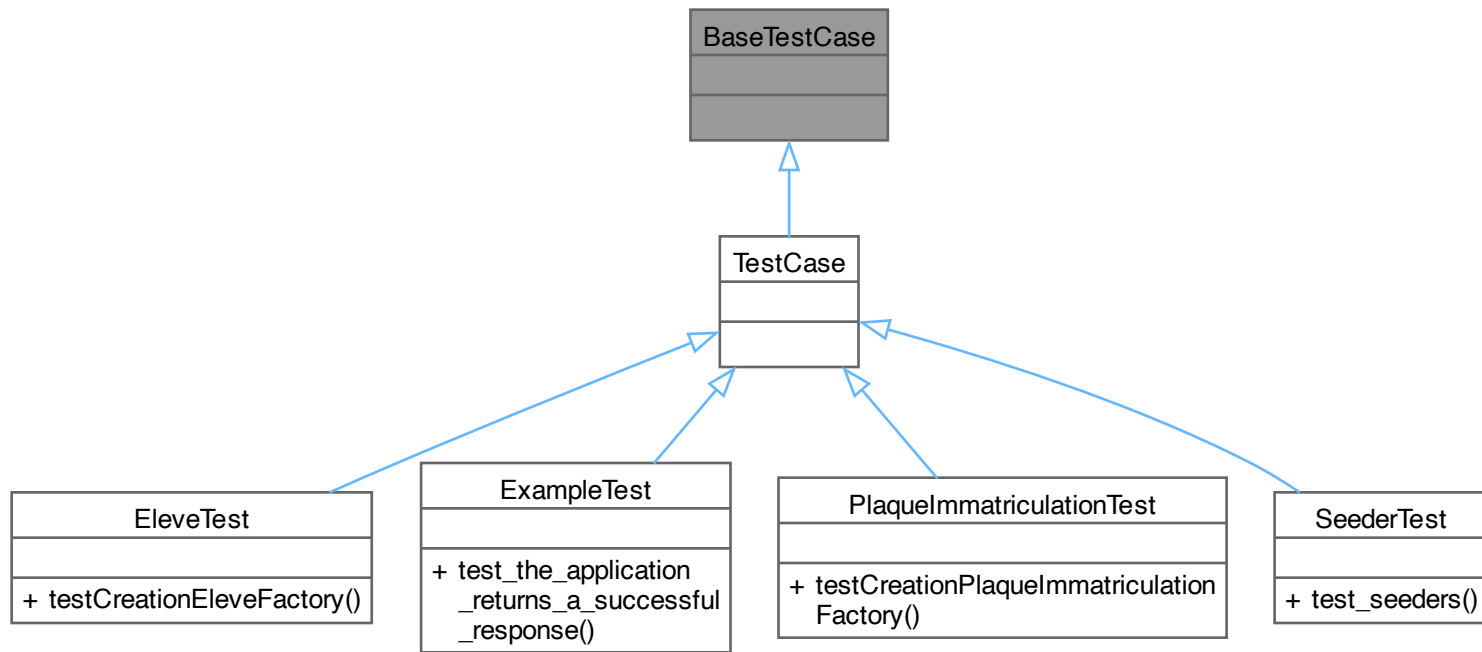 BaseTestCase
TestCase
EleveTest
+ testCreationEleveFactory()
ExampleTest
+ test_the_application
_returns_a_successful
_response()
PlaqueImmatriculationTest
+ testCreationPlaqueImmatriculation
Factory()
SeederTest
+ test_seeders()